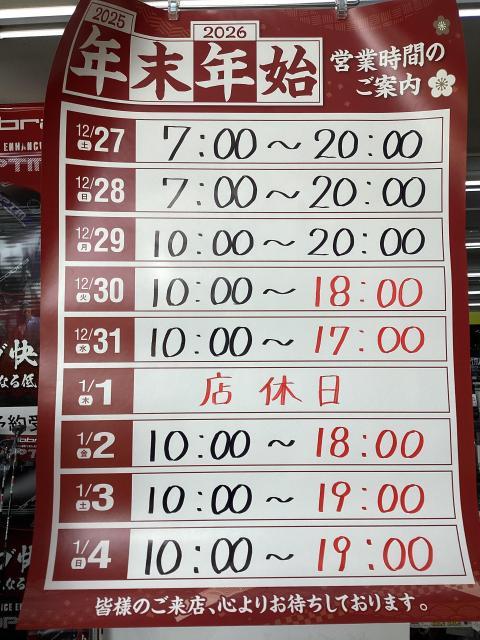 2025 2026
年末年始
営業時間の
ご案内
12/27 土 7:00〜20:00
12/28 日 7:00〜20:00
12/29 月 10:00〜20:00
12/30 火 10:00〜18:00
12/31 水 10:00〜17:00
1/1 木 店休日
1/2 金 10:00〜18:00
1/3 土 10:00〜19:00
1/4 日 10:00〜19:00
皆様のご来店、心よりお待ちしております。